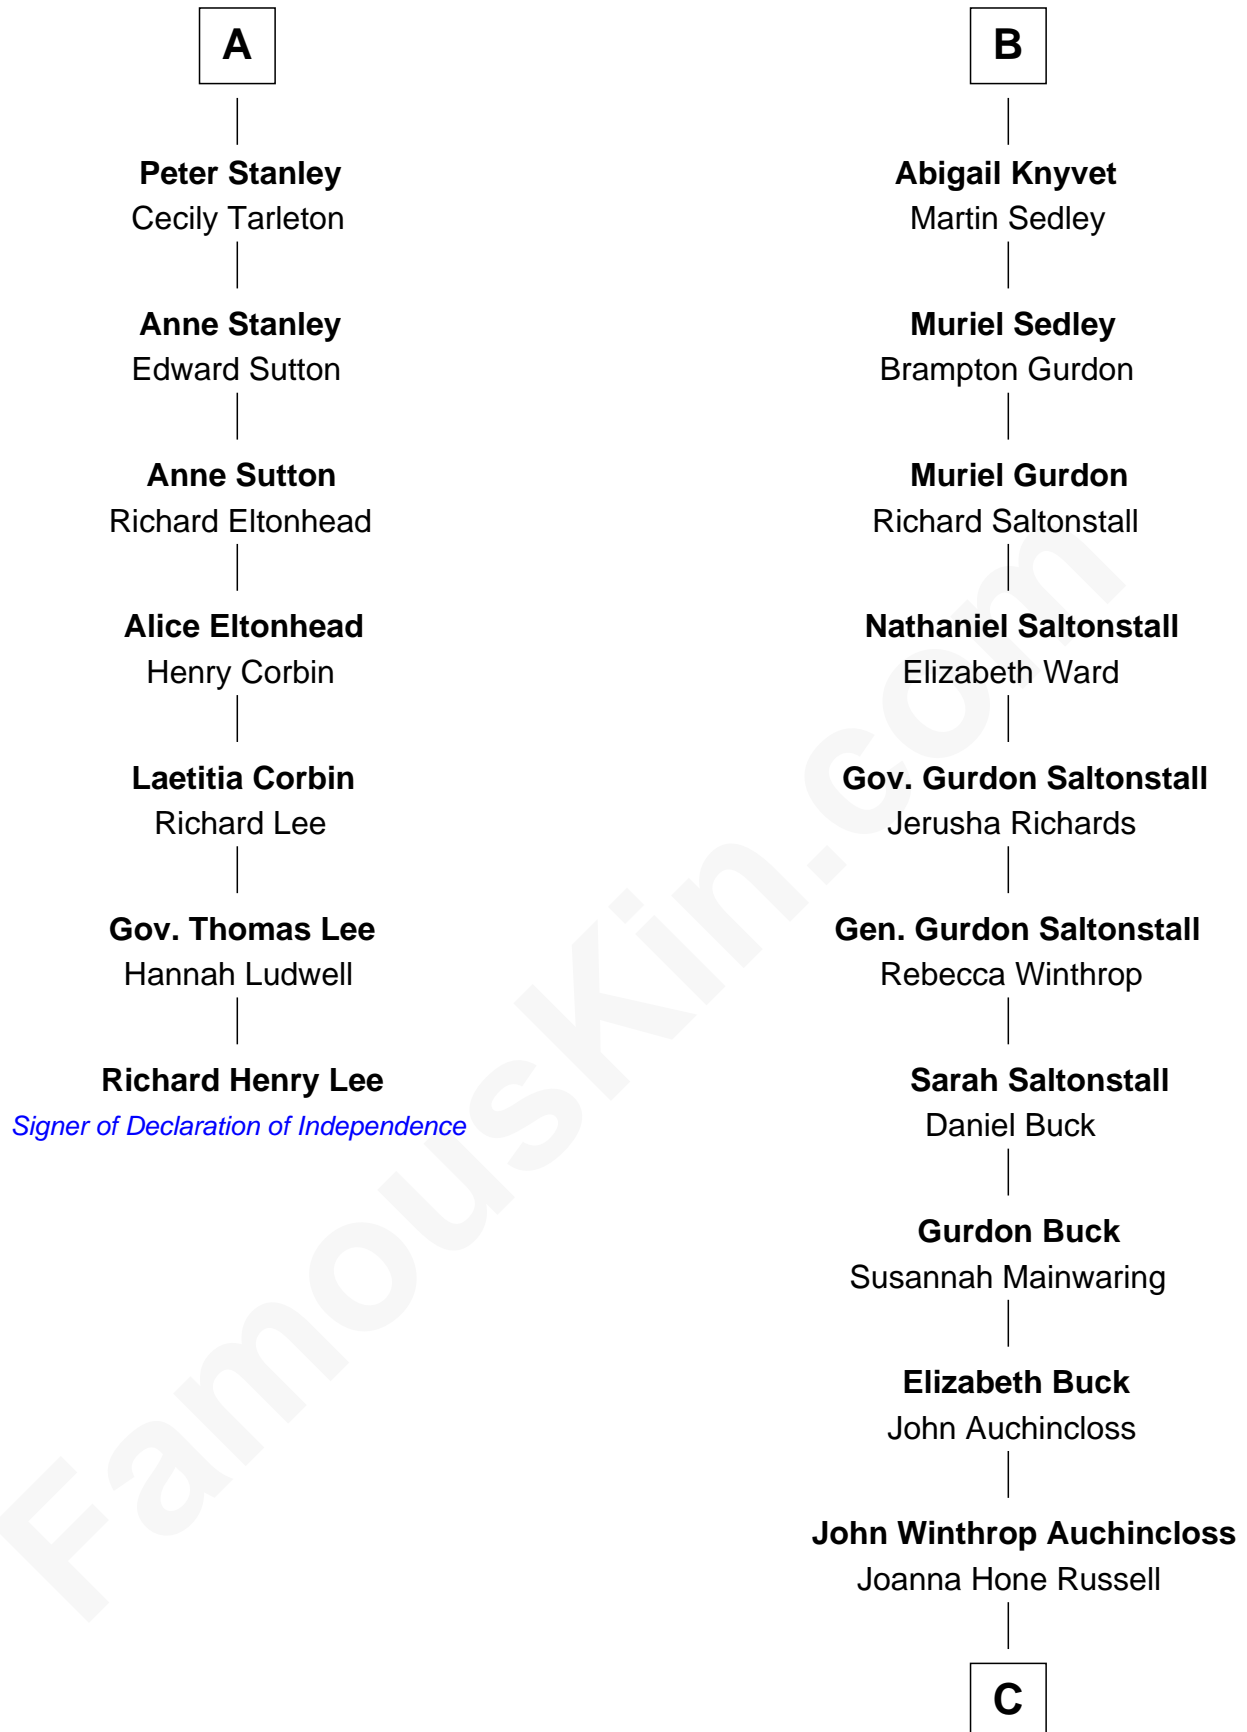 A
Peter Stanley
Cecily Tarleton
Anne Stanley
Edward Sutton
Anne Sutton
Richard Eltonhead
Alice Eltonhead
Henry Corbin
Laetitia Corbin
Richard Lee
Gov. Thomas Lee
Hannah Ludwell
Richard Henry Lee
Signer of Declaration of Independence
B
Abigail Knyvet
Martin Sedley
Muriel Sedley
Brampton Gurdon
Muriel Gurdon
Richard Saltonstall
Nathaniel Saltonstall
Elizabeth Ward
Gov. Gurdon Saltonstall
Jerusha Richards
Gen. Gurdon Saltonstall
Rebecca Winthrop
Sarah Saltonstall
Daniel Buck
Gurdon Buck
Susannah Mainwaring
Elizabeth Buck
John Auchincloss
John Winthrop Auchincloss
Joanna Hone Russell
C
FamousKin.com